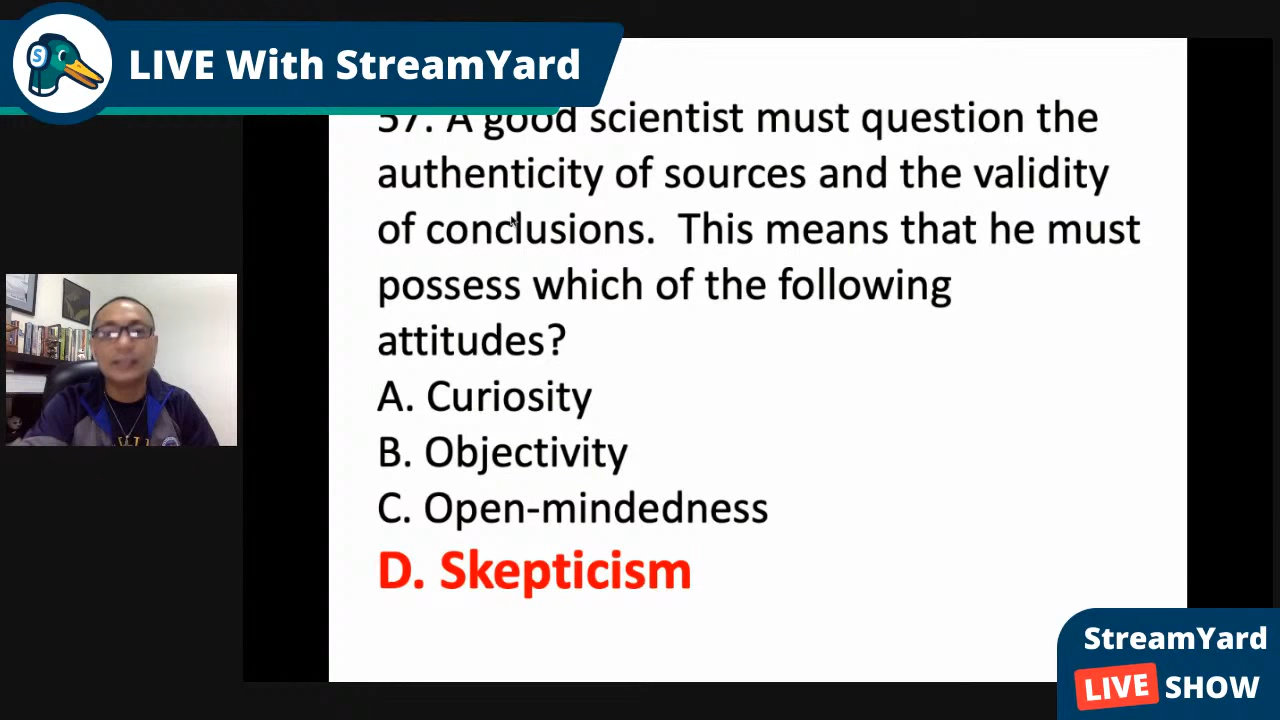 S
LIVE With StreamYard
57. A good scientist must question the
authenticity of sources and the validity
of conclusions.  This means that he must
possess which of the following
attitudes?
A. Curiosity
B. Objectivity
C. Open-mindedness
D. Skepticism
StreamYard
LIVE SHOW